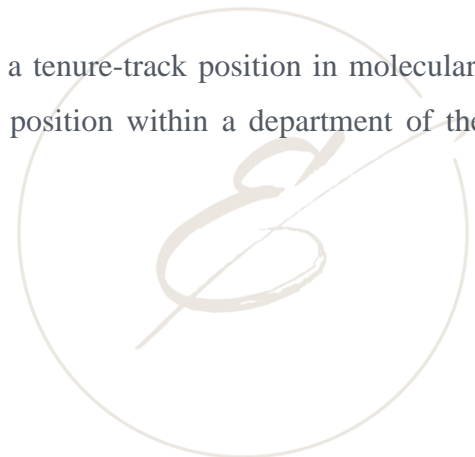 a tenure-track position in molecular
position within a department of the